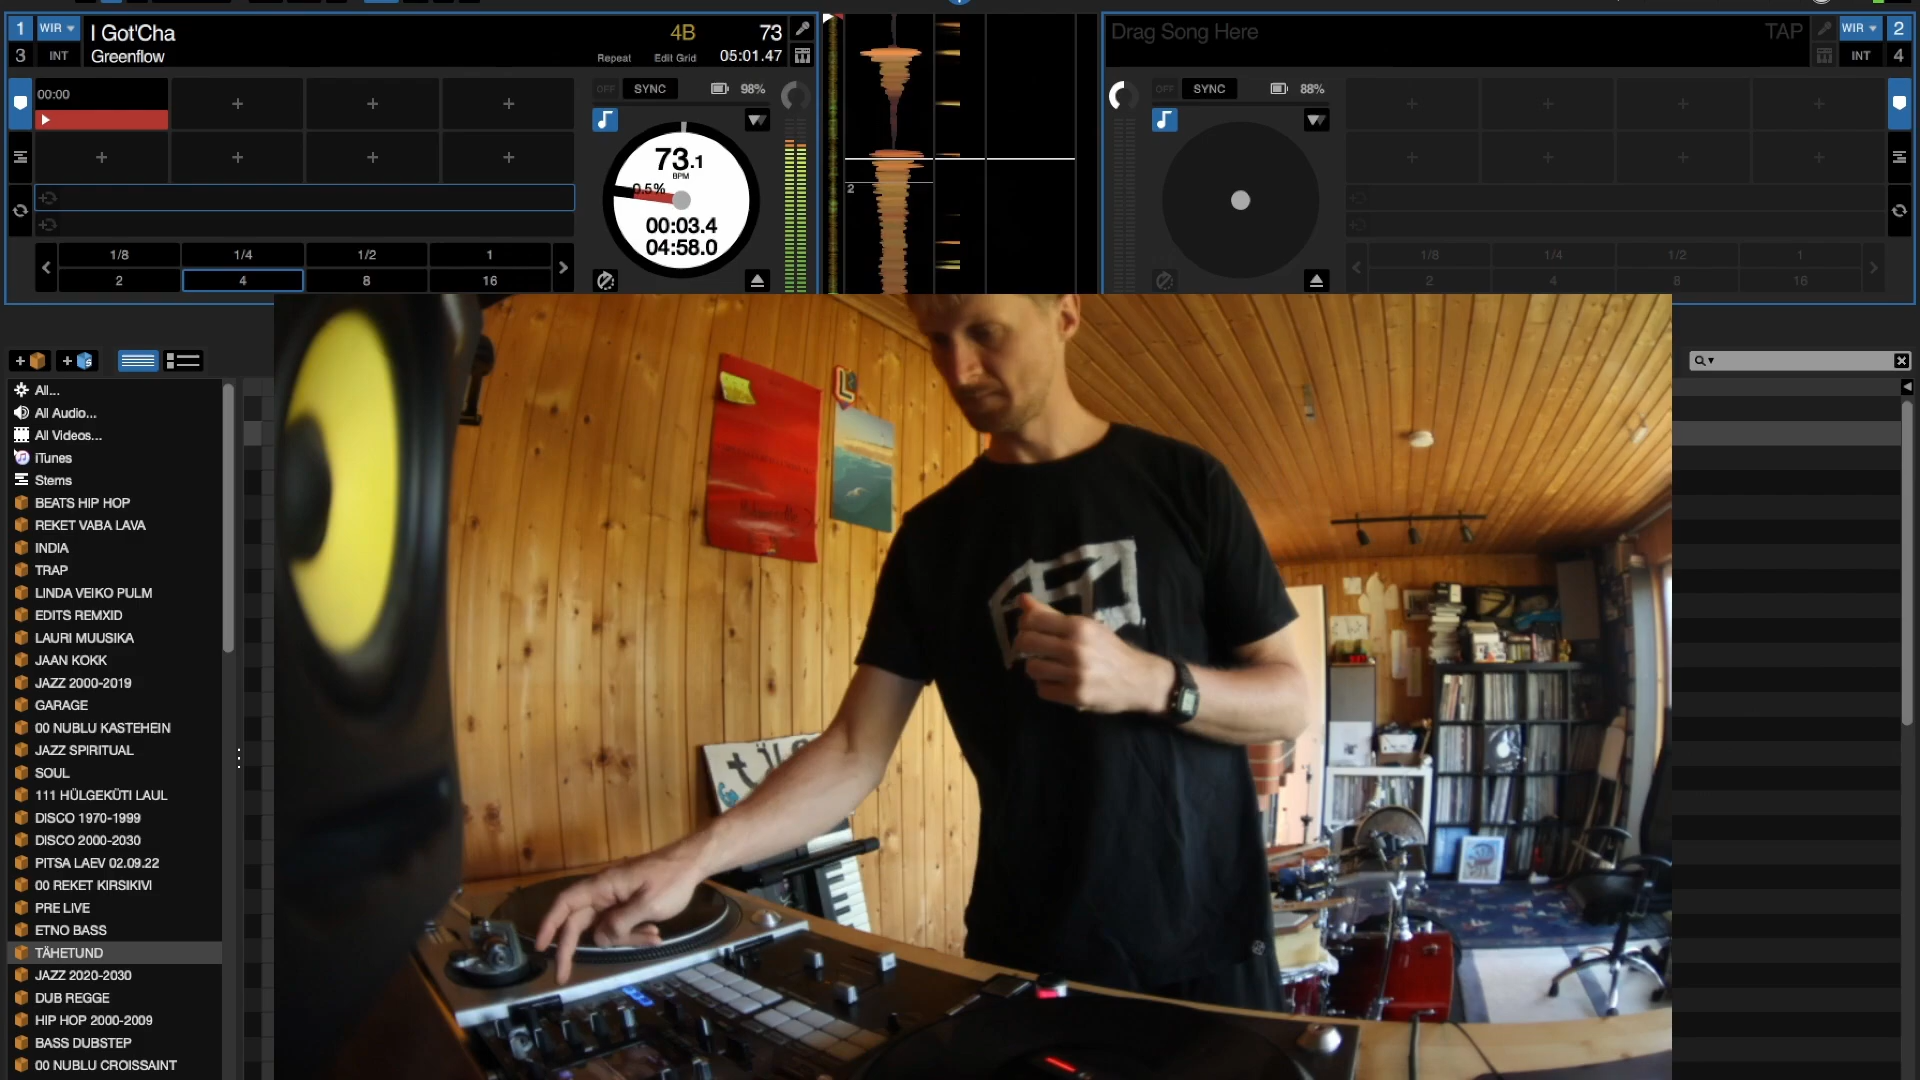 1 WIR I Got'Cha 4B 73
3 INT Greenflow Repeat Edit Grid 05:01.47
00:00
OFF SYNC 98%
73.1
BPM
0.5%
00:03.4
04:58.0
1/8 1/4 1/2 1
2 4 8 16
2
Drag Song Here TAP WIR 2
INT 4
OFF SYNC 88%
1/8 1/4 1/2 1
2 4 8 16
All...
All Audio...
All Videos...
iTunes
Stems
BEATS HIP HOP
REKET VABA LAVA
INDIA
TRAP
LINDA VEIKO PULM
EDITS REMXID
LAURI MUUSIKA
JAAN KOKK
JAZZ 2000-2019
GARAGE
00 NUBLU KASTEHEIN
JAZZ SPIRITUAL
SOUL
111 HÜLGEKÜTI LAUL
DISCO 1970-1999
DISCO 2000-2030
PITSA LAEV 02.09.22
00 REKET KIRSIKIVI
PRE LIVE
ETNO BASS
TÄHETUND
JAZZ 2020-2030
DUB REGGE
HIP HOP 2000-2009
BASS DUBSTEP
00 NUBLU CROISSAINT